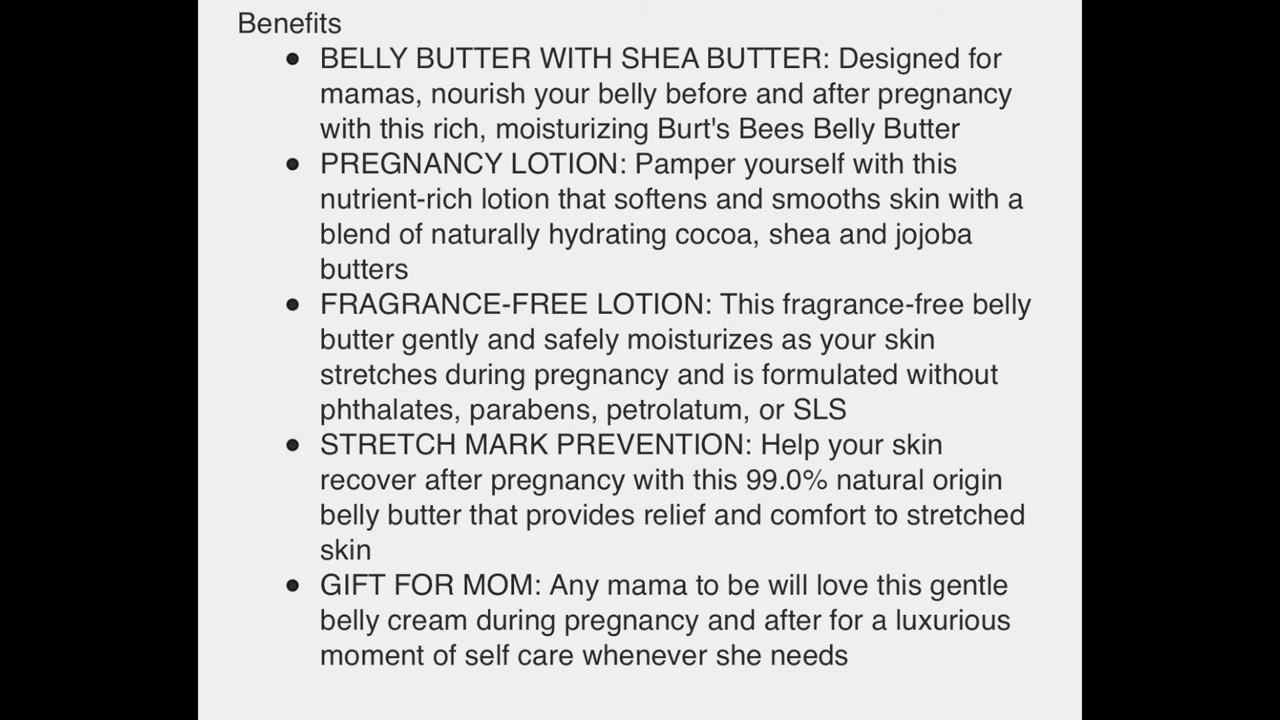 Benefits
• BELLY BUTTER WITH SHEA BUTTER: Designed for
mamas, nourish your belly before and after pregnancy
with this rich, moisturizing Burt's Bees Belly Butter
• PREGNANCY LOTION: Pamper yourself with this
nutrient-rich lotion that softens and smooths skin with a
blend of naturally hydrating cocoa, shea and jojoba
butters
• FRAGRANCE-FREE LOTION: This fragrance-free belly
butter gently and safely moisturizes as your skin
stretches during pregnancy and is formulated without
phthalates, parabens, petrolatum, or SLS
• STRETCH MARK PREVENTION: Help your skin
recover after pregnancy with this 99.0% natural origin
belly butter that provides relief and comfort to stretched
skin
• GIFT FOR MOM: Any mama to be will love this gentle
belly cream during pregnancy and after for a luxurious
moment of self care whenever she needs